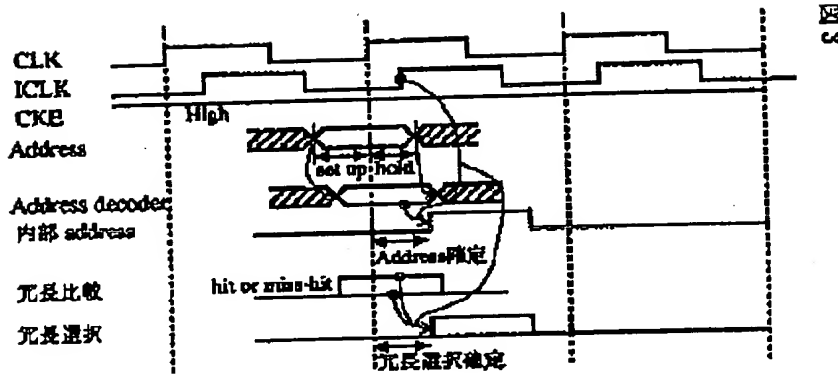 CLK
ICLK
CKE
High
Address
set up hold
Address decoder
内部 address
Address確定
冗長比較
hit or miss-hit
冗長選択
冗長選択確定
図